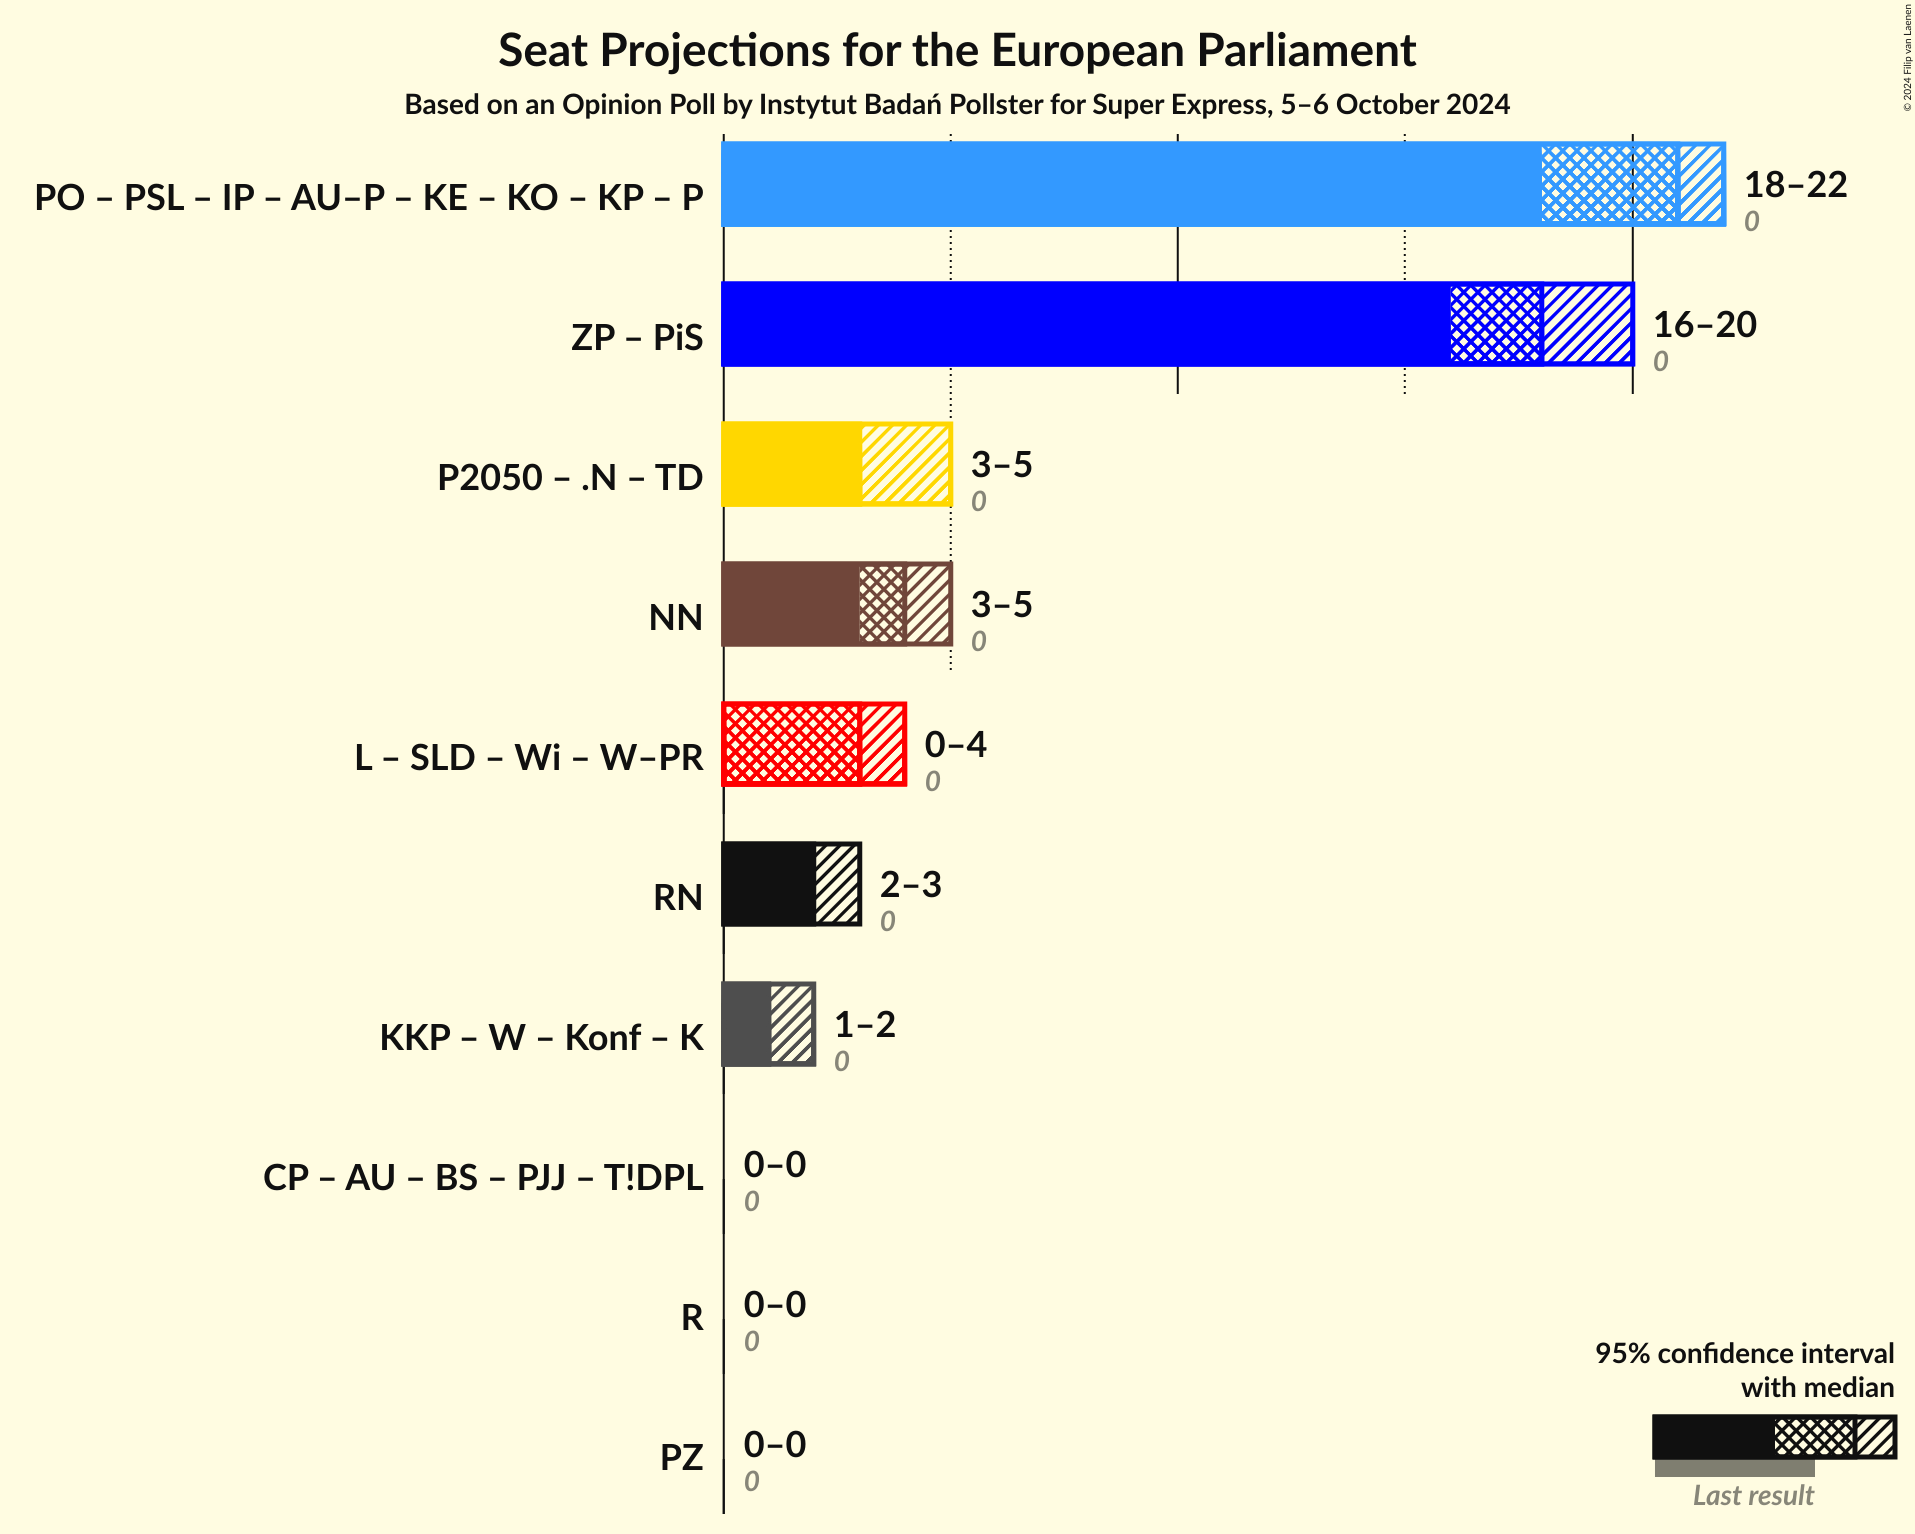 Seat Projections for the European Parliament
Based on an Opinion Poll by Instytut Badań Pollster for Super Express, 5–6 October 2024
© 2024 Filip van Laenen
PO – PSL – IP – AU–P – KE – KO – KP – P
18–22
0
ZP – PiS
16–20
0
P2050 – .N – TD
3–5
0
NN
3–5
0
L – SLD – Wi – W–PR
0–4
0
RN
2–3
0
KKP – W – Konf – K
1–2
0
CP – AU – BS – PJJ – T!DPL
0–0
0
R
0–0
0
PZ
0–0
0
95% confidence interval
with median
Last result